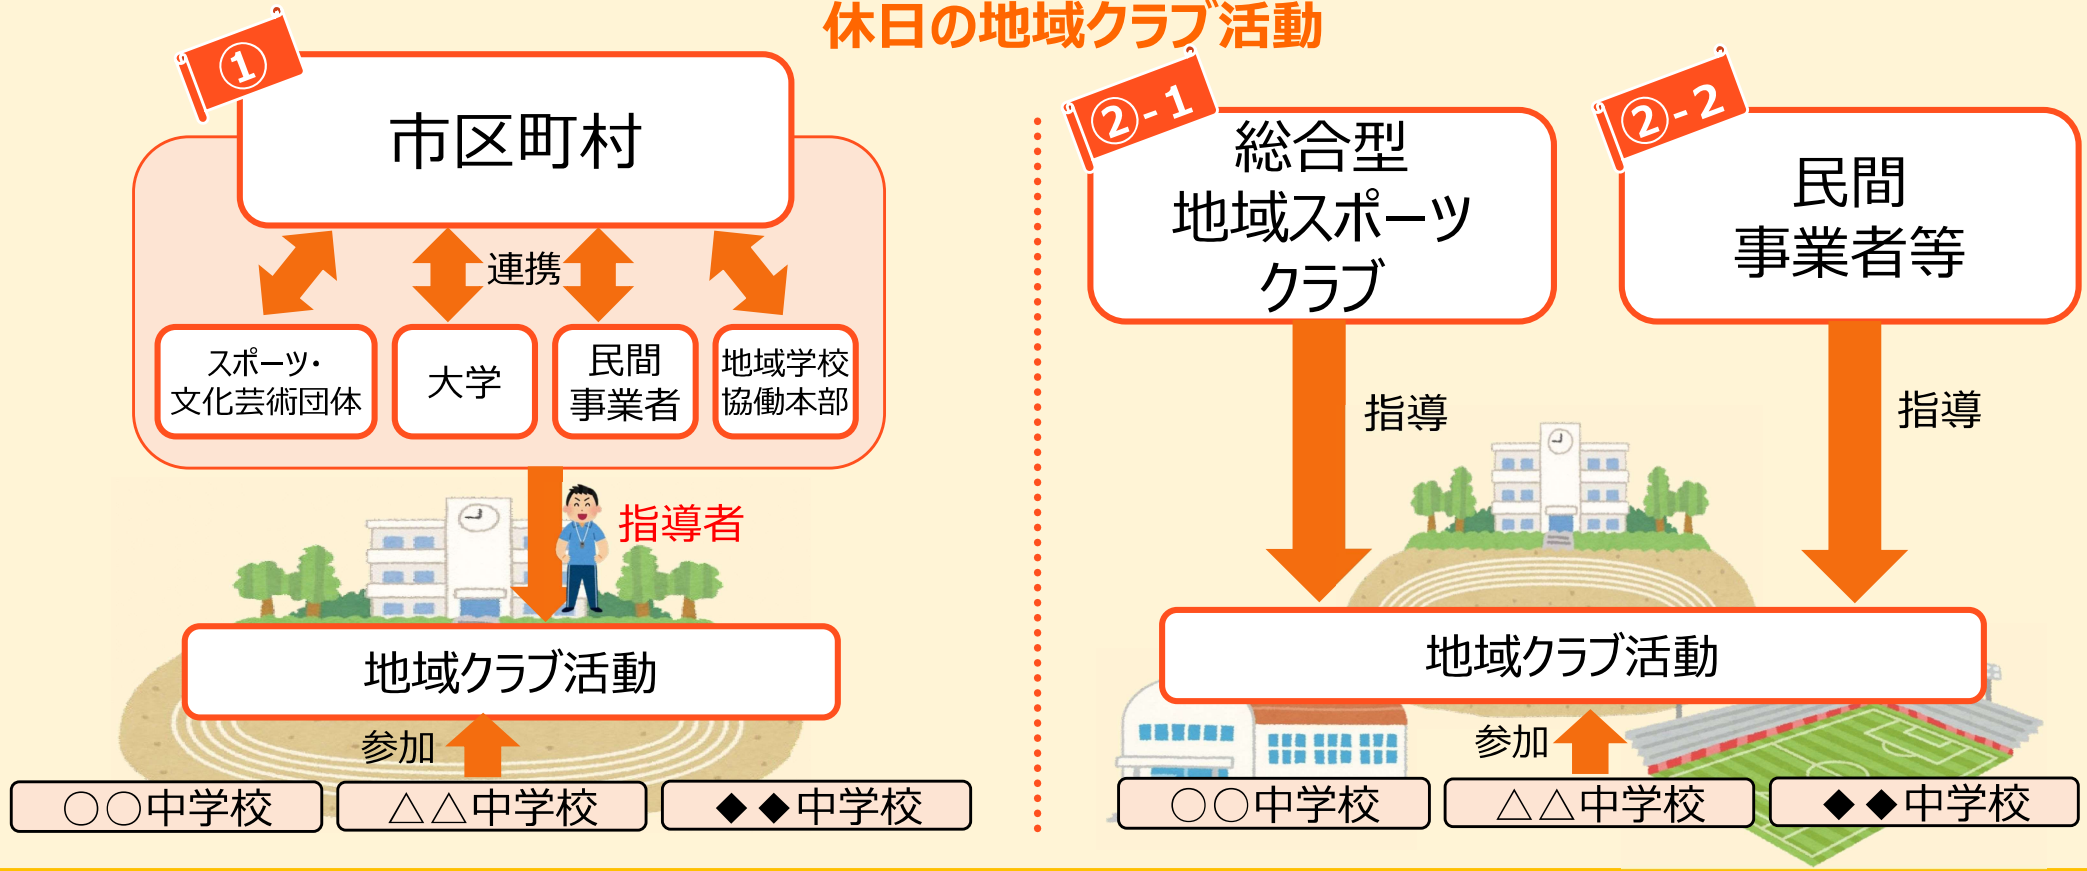 休日の地域クラブ活動
①
市区町村
連携
スポーツ・
文化芸術団体
大学
民間
事業者
地域学校
協働本部
指導者
地域クラブ活動
参加
○○中学校
△△中学校
◆◆中学校
②-1
総合型
地域スポーツ
クラブ
②-2
民間
事業者等
指導
指導
地域クラブ活動
参加
○○中学校
△△中学校
◆◆中学校